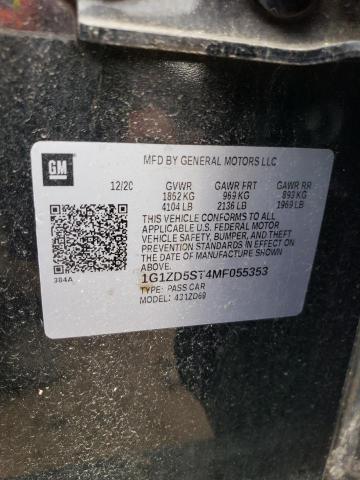 GM
MFD BY GENERAL MOTORS LLC
12/20 GVWR GAWR FRT GAWR RR
1862 KG 969 KG 893 KG
4104 LB 2136 LB 1969 LB
THIS VEHICLE CONFORMS TO ALL
APPLICABLE U.S. FEDERAL MOTOR
VEHICLE SAFETY, BUMPER, AND THEFT
PREVENTION STANDARDS IN EFFECT ON
THE DATE OF MANUFACTURE SHOWN
ABOVE.
384A
1G1ZD5ST4MF055353
TYPE: PASS CAR
MODEL: 431ZD69